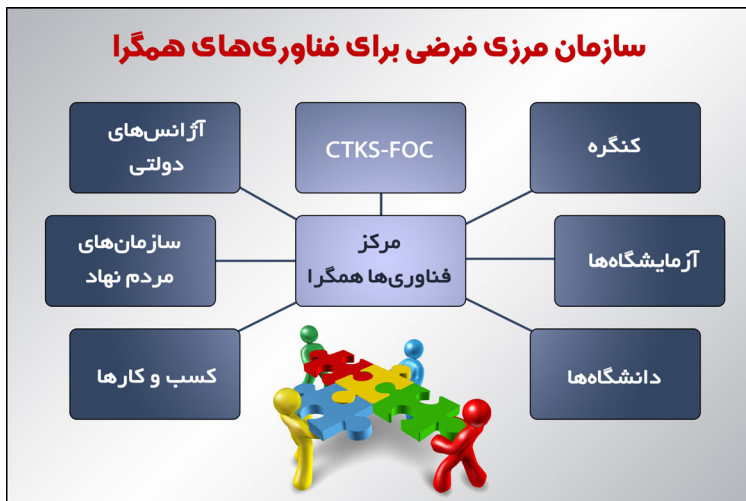 سازمان مرزی فرضی برای فناوری‌های همگرا
کنگره
CTKS-FOC
آژانس‌های
دولتی
آزمایشگاه‌ها
مرکز
فناوری‌ها همگرا
سازمان‌های
مردم نهاد
دانشگاه‌ها
کسب و کارها